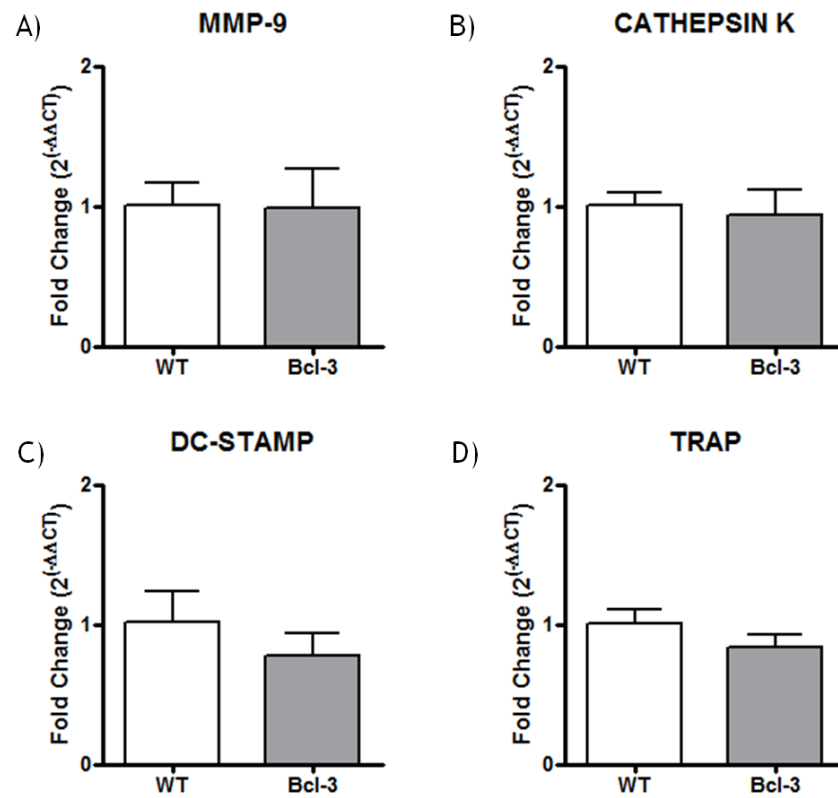 A)
MMP-9
Fold Change (2^(-ΔΔCT))
2
1
0
WT
Bcl-3
B)
CATHEPSIN K
Fold Change (2^(-ΔΔCT))
2
1
0
WT
Bcl-3
C)
DC-STAMP
Fold Change (2^(-ΔΔCT))
2
1
0
WT
Bcl-3
D)
TRAP
Fold Change (2^(-ΔΔCT))
2
1
0
WT
Bcl-3